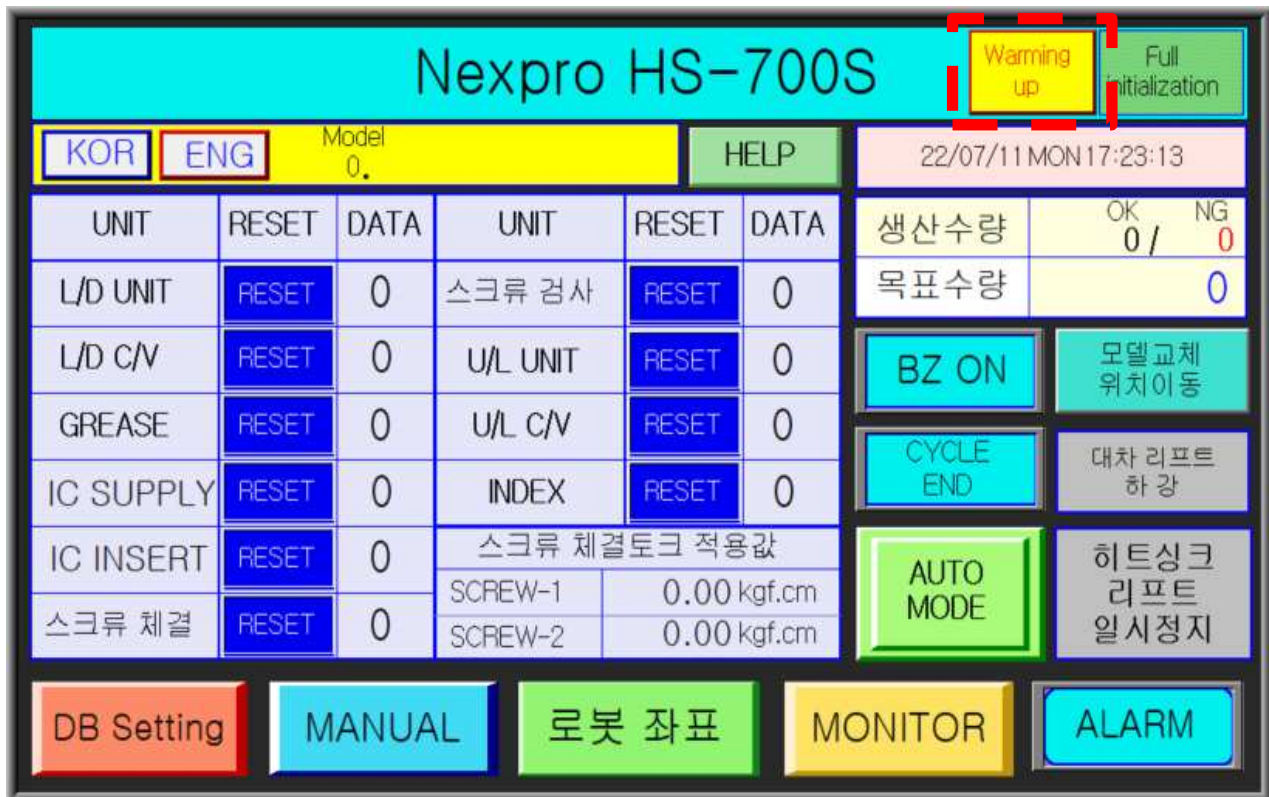 Nexpro HS-700S
Warming
up
Full
initialization
KOR
ENG
Model
0.
HELP
22/07/11 MON 17:23:13
UNIT RESET DATA UNIT RESET DATA
L/D UNIT RESET 0 스크류 검사 RESET 0
L/D C/V RESET 0 U/L UNIT RESET 0
GREASE RESET 0 U/L C/V RESET 0
IC SUPPLY RESET 0 INDEX RESET 0
IC INSERT RESET 0 스크류 체결토크 적용값
SCREW-1 0.00 kgf.cm
스크류 체결 RESET 0 SCREW-2 0.00 kgf.cm
OK NG
생산수량 0 / 0
목표수량 0
BZ ON
모델교체
위치이동
CYCLE
END
대차 리프트
하 강
AUTO
MODE
히트싱크
리프트
일시정지
DB Setting
MANUAL
로봇 좌표
MONITOR
ALARM